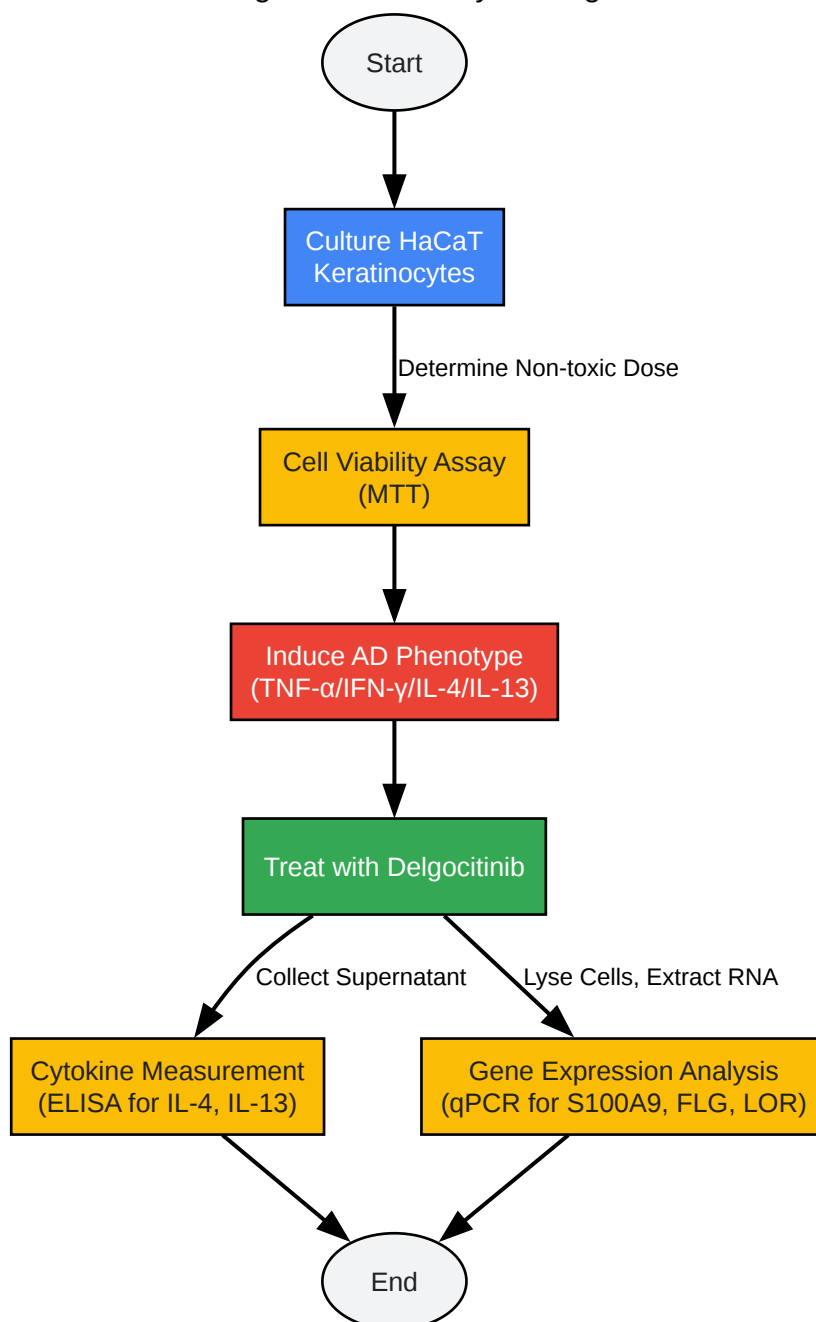 Start
Culture HaCaT
Keratinocytes
Determine Non-toxic Dose
Cell Viability Assay
(MTT)
Induce AD Phenotype
(TNF-α/IFN-γ/IL-4/IL-13)
Treat with Delgocitinib
Collect Supernatant
Lyse Cells, Extract RNA
Cytokine Measurement
(ELISA for IL-4, IL-13)
Gene Expression Analysis
(qPCR for S100A9, FLG, LOR)
End